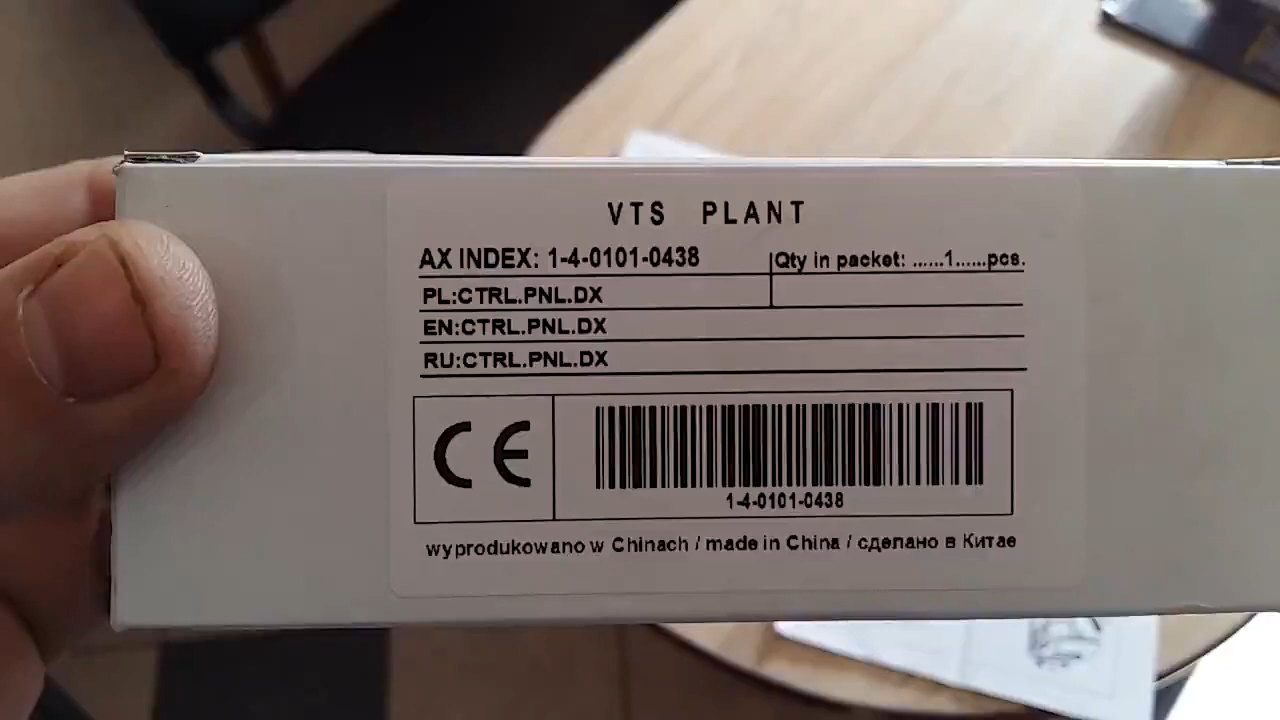 VTS PLANT
AX INDEX: 1-4-0101-0438 Qty in packet: ......1.....pcs.
PL:CTRL.PNL.DX
EN:CTRL.PNL.DX
RU:CTRL.PNL.DX
CE
1-4-0101-0438
wyprodukowano w Chinach / made in China / сделано в Китае